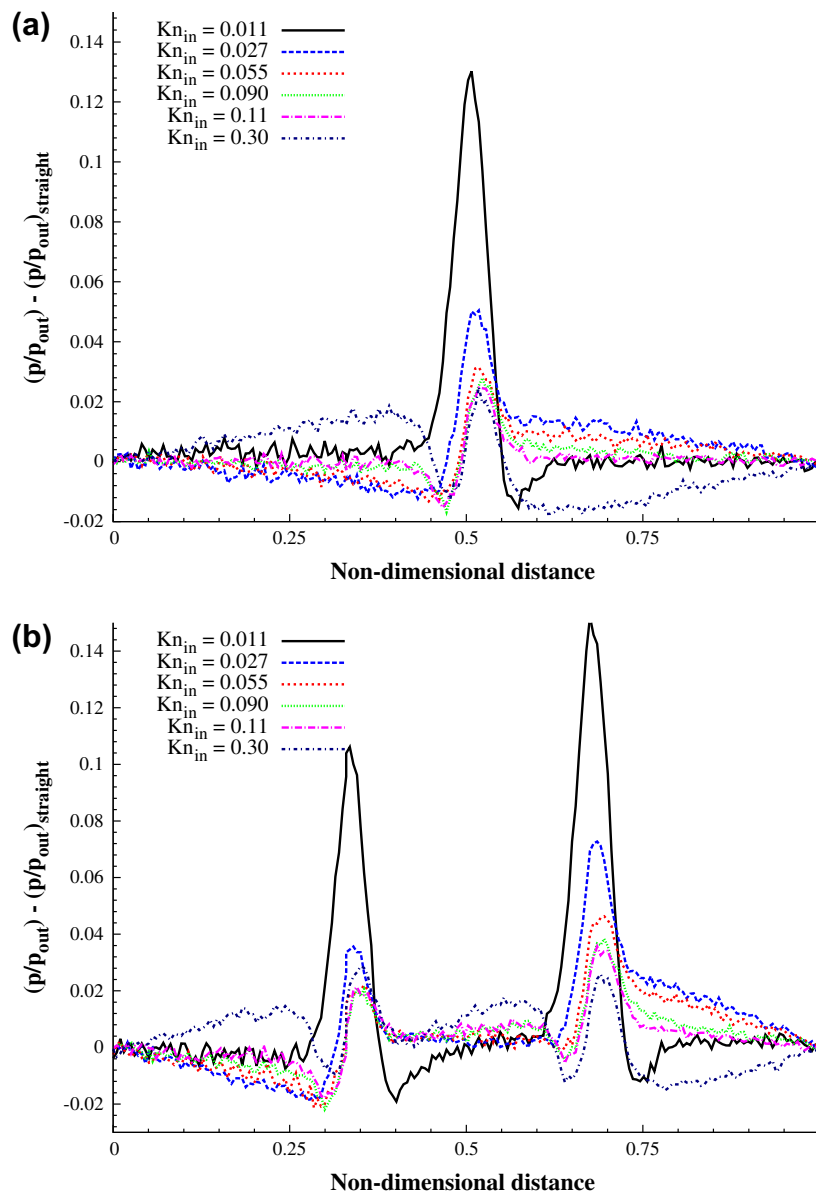 (a)
0.14
0.12
0.1
0.08
0.06
0.04
0.02
0
-0.02
(p/p_out) - (p/p_out)_straight
Kn_in = 0.011
Kn_in = 0.027
Kn_in = 0.055
Kn_in = 0.090
Kn_in = 0.11
Kn_in = 0.30
0
0.25
0.5
0.75
Non-dimensional distance
(b)
0.14
0.12
0.1
0.08
0.06
0.04
0.02
0
-0.02
(p/p_out) - (p/p_out)_straight
Kn_in = 0.011
Kn_in = 0.027
Kn_in = 0.055
Kn_in = 0.090
Kn_in = 0.11
Kn_in = 0.30
0
0.25
0.5
0.75
Non-dimensional distance